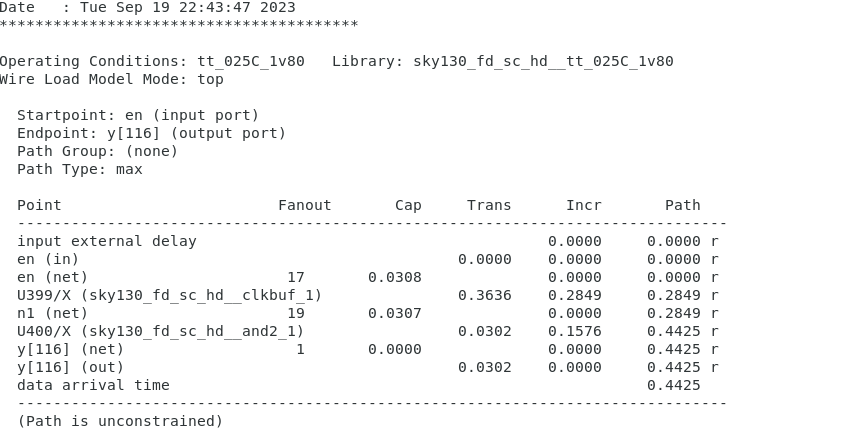 Date   : Tue Sep 19 22:43:47 2023
****************************************

Operating Conditions: tt_025C_1v80   Library: sky130_fd_sc_hd__tt_025C_1v80
Wire Load Model Mode: top

  Startpoint: en (input port)
  Endpoint: y[116] (output port)
  Path Group: (none)
  Path Type: max

  Point                        Fanout       Cap     Trans      Incr       Path
  -------------------------------------------------------------------------------
  input external delay                                       0.0000     0.0000 r
  en (in)                                          0.0000    0.0000     0.0000 r
  en (net)                      17       0.0308              0.0000     0.0000 r
  U399/X (sky130_fd_sc_hd__clkbuf_1)               0.3636    0.2849     0.2849 r
  n1 (net)                      19       0.0307              0.0000     0.2849 r
  U400/X (sky130_fd_sc_hd__and2_1)                 0.0302    0.1576     0.4425 r
  y[116] (net)                   1       0.0000              0.0000     0.4425 r
  y[116] (out)                                     0.0302    0.0000     0.4425 r
  data arrival time                                                     0.4425
  -------------------------------------------------------------------------------
  (Path is unconstrained)